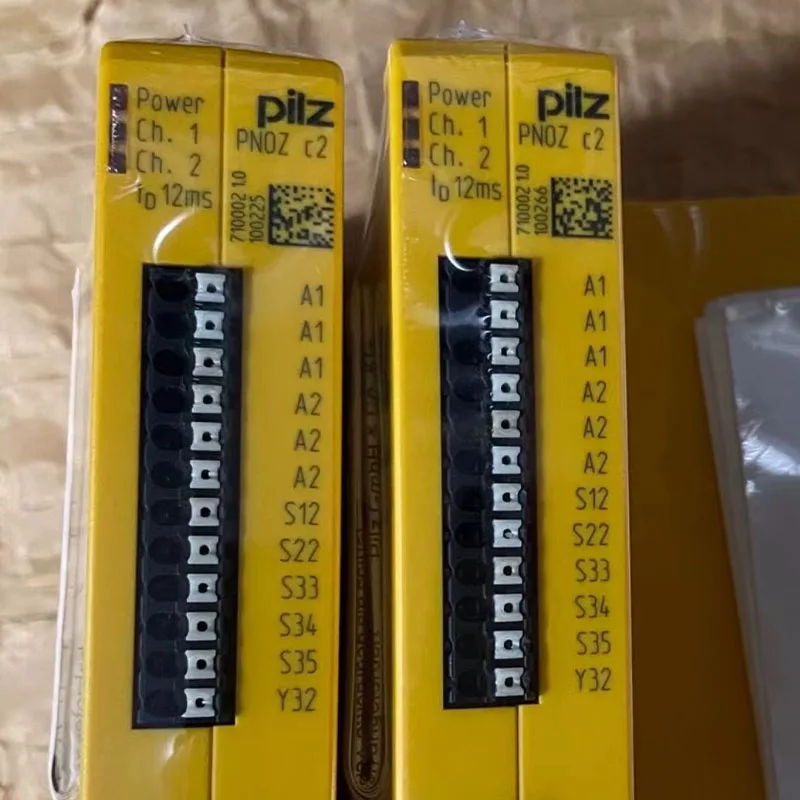 Power
Ch. 1
Ch. 2
tD 12ms
pilz
PNOZ c2
710002 1.0
100225
A1
A1
A1
A2
A2
A2
S12
S22
S33
S34
S35
Y32
Power
Ch. 1
Ch. 2
tD 12ms
pilz
PNOZ c2
710002 1.0
100266
A1
A1
A1
A2
A2
A2
S12
S22
S33
S34
S35
Y32
Pilz GmbH